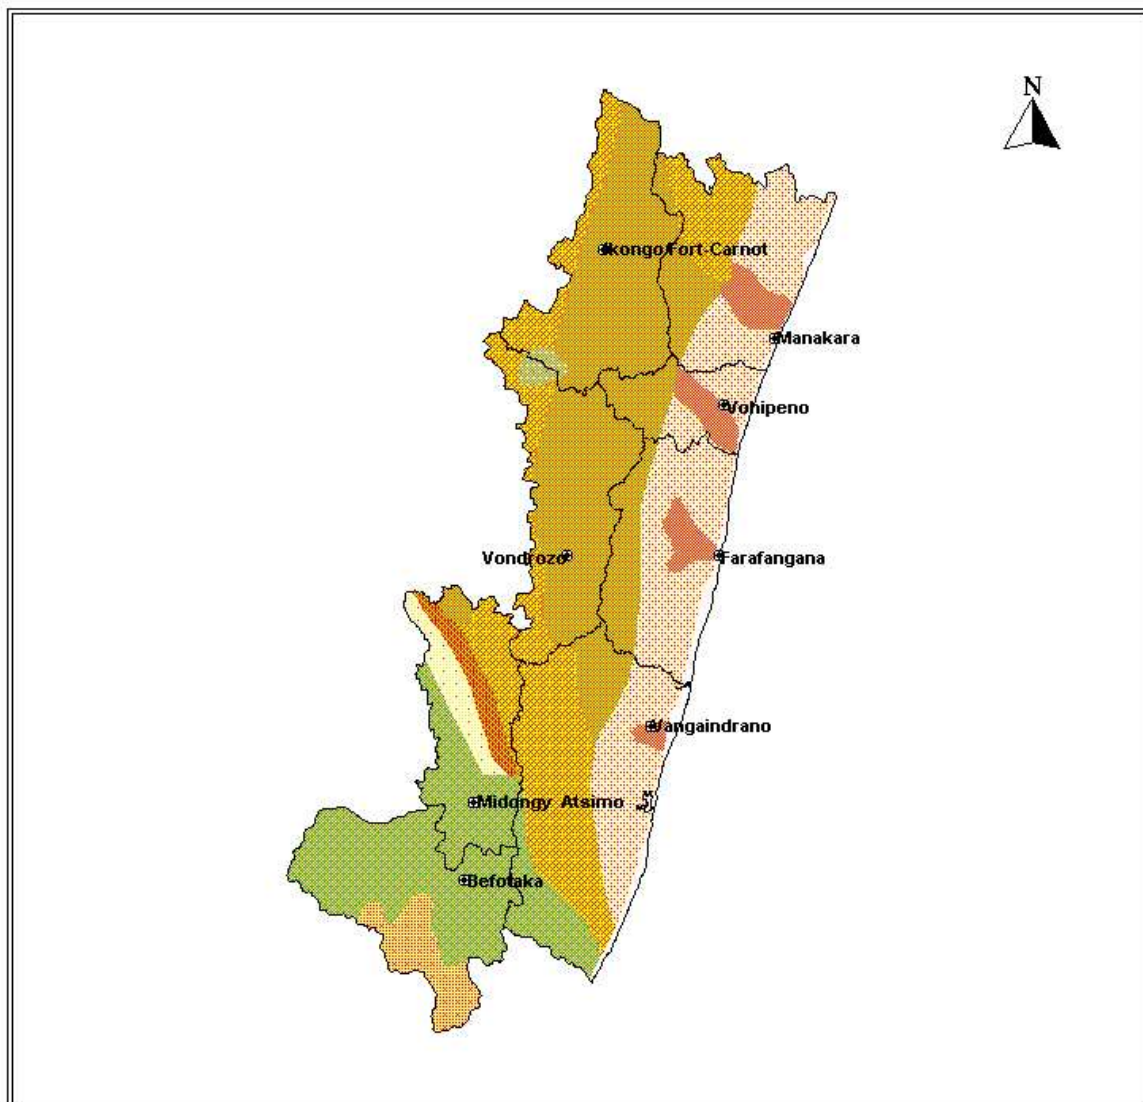 N
Ikongo/Fort-Carnot
Manakara
Vohipeno
Vondrozo
Farafangana
Vangaindrano
Midongy Atsimo
Befotaka